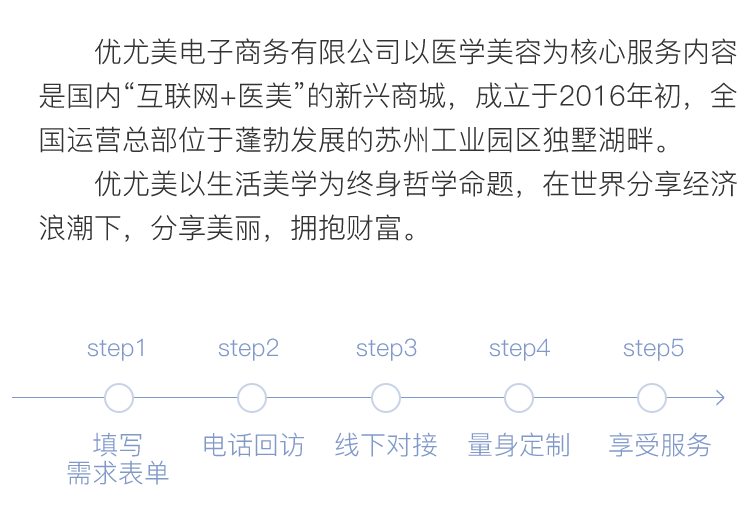 优尤美电子商务有限公司以医学美容为核心服务内容
是国内“互联网+医美”的新兴商城，成立于2016年初，全
国运营总部位于蓬勃发展的苏州工业园区独墅湖畔。
优尤美以生活美学为终身哲学命题，在世界分享经济
浪潮下，分享美丽，拥抱财富。
step1 step2 step3 step4 step5
填写 电话回访 线下对接 量身定制 享受服务
需求表单